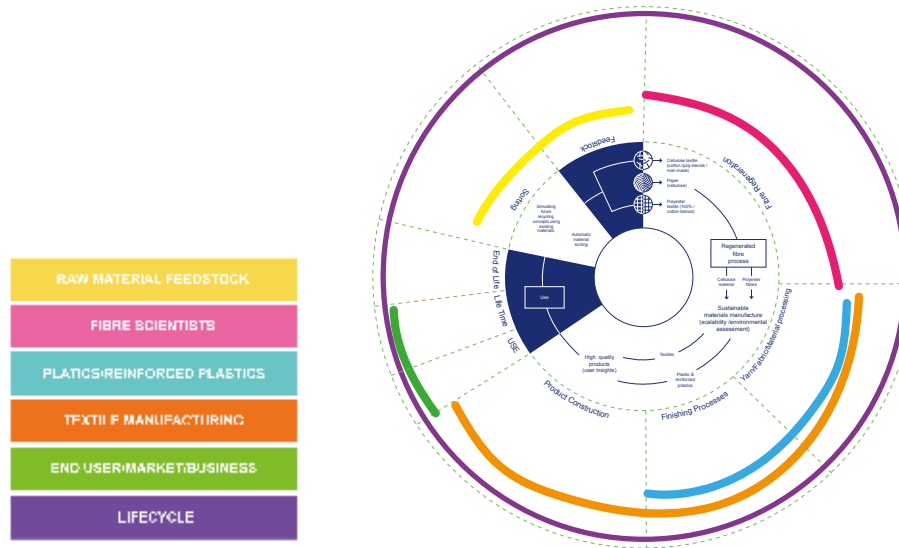 RAW MATERIAL FEEDSTOCK
FIBRE SCIENTISTS
PLATICS/REINFORCED PLASTICS
TEXTILE MANUFACTURING
END USER/MARKET/BUSINESS
LIFECYCLE
Feedstock
Fibre Regeneration
Yarn/Fabric/Material processing
Finishing Processes
Product Construction
USE
Life Time
End of Life
Sorting
Cellulose textile
(cotton /poly-blends /
man-made)
Paper
(cellulose)
Polyester
textile (100% /
cotton-blends)
Simulating
future
recycling
concepts using
existing
materials
Automatic
material
sorting
Regenerated
fibre
process
Cellulose
material
Polyester
fibres
Sustainable
materials manufacture
(scalability /environmental
assessment)
Use
High quality
products
(user insights)
Textiles
Plastic &
reinforced
plastics